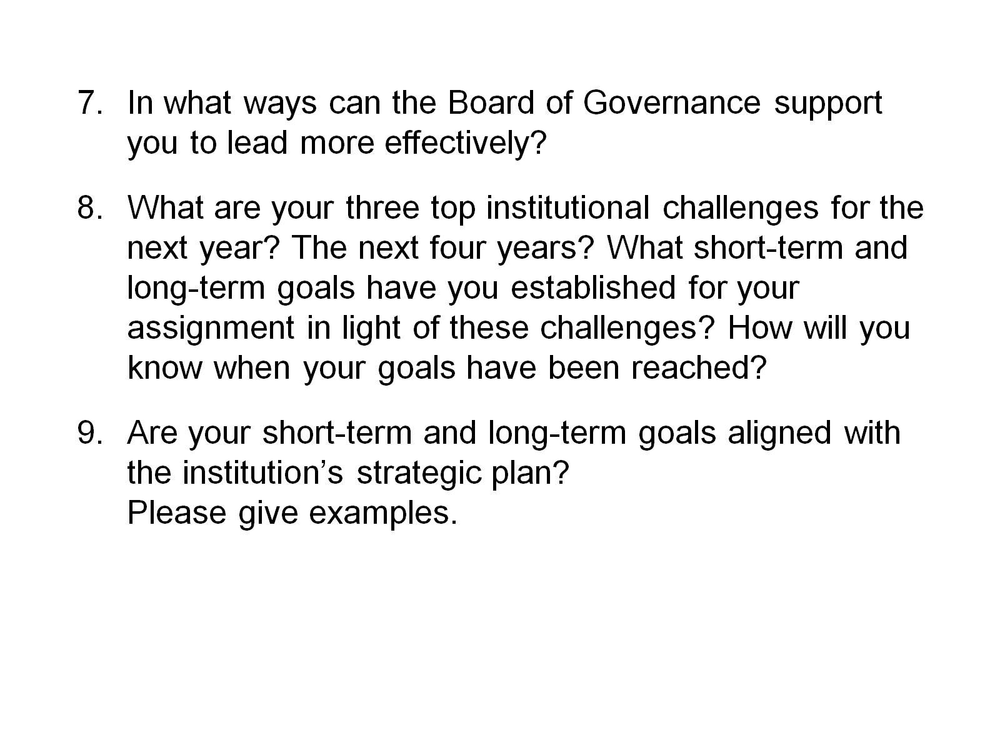 7. In what ways can the Board of Governance support
you to lead more effectively?
8. What are your three top institutional challenges for the
next year? The next four years? What short-term and
long-term goals have you established for your
assignment in light of these challenges? How will you
know when your goals have been reached?
9. Are your short-term and long-term goals aligned with
the institution’s strategic plan?
Please give examples.